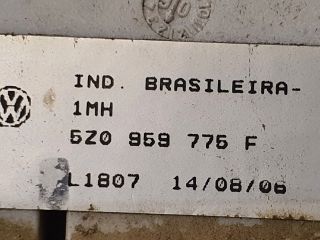 IND. BRASILEIRA-
1MH
5Z0 959 775 F
L1807 14/08/06